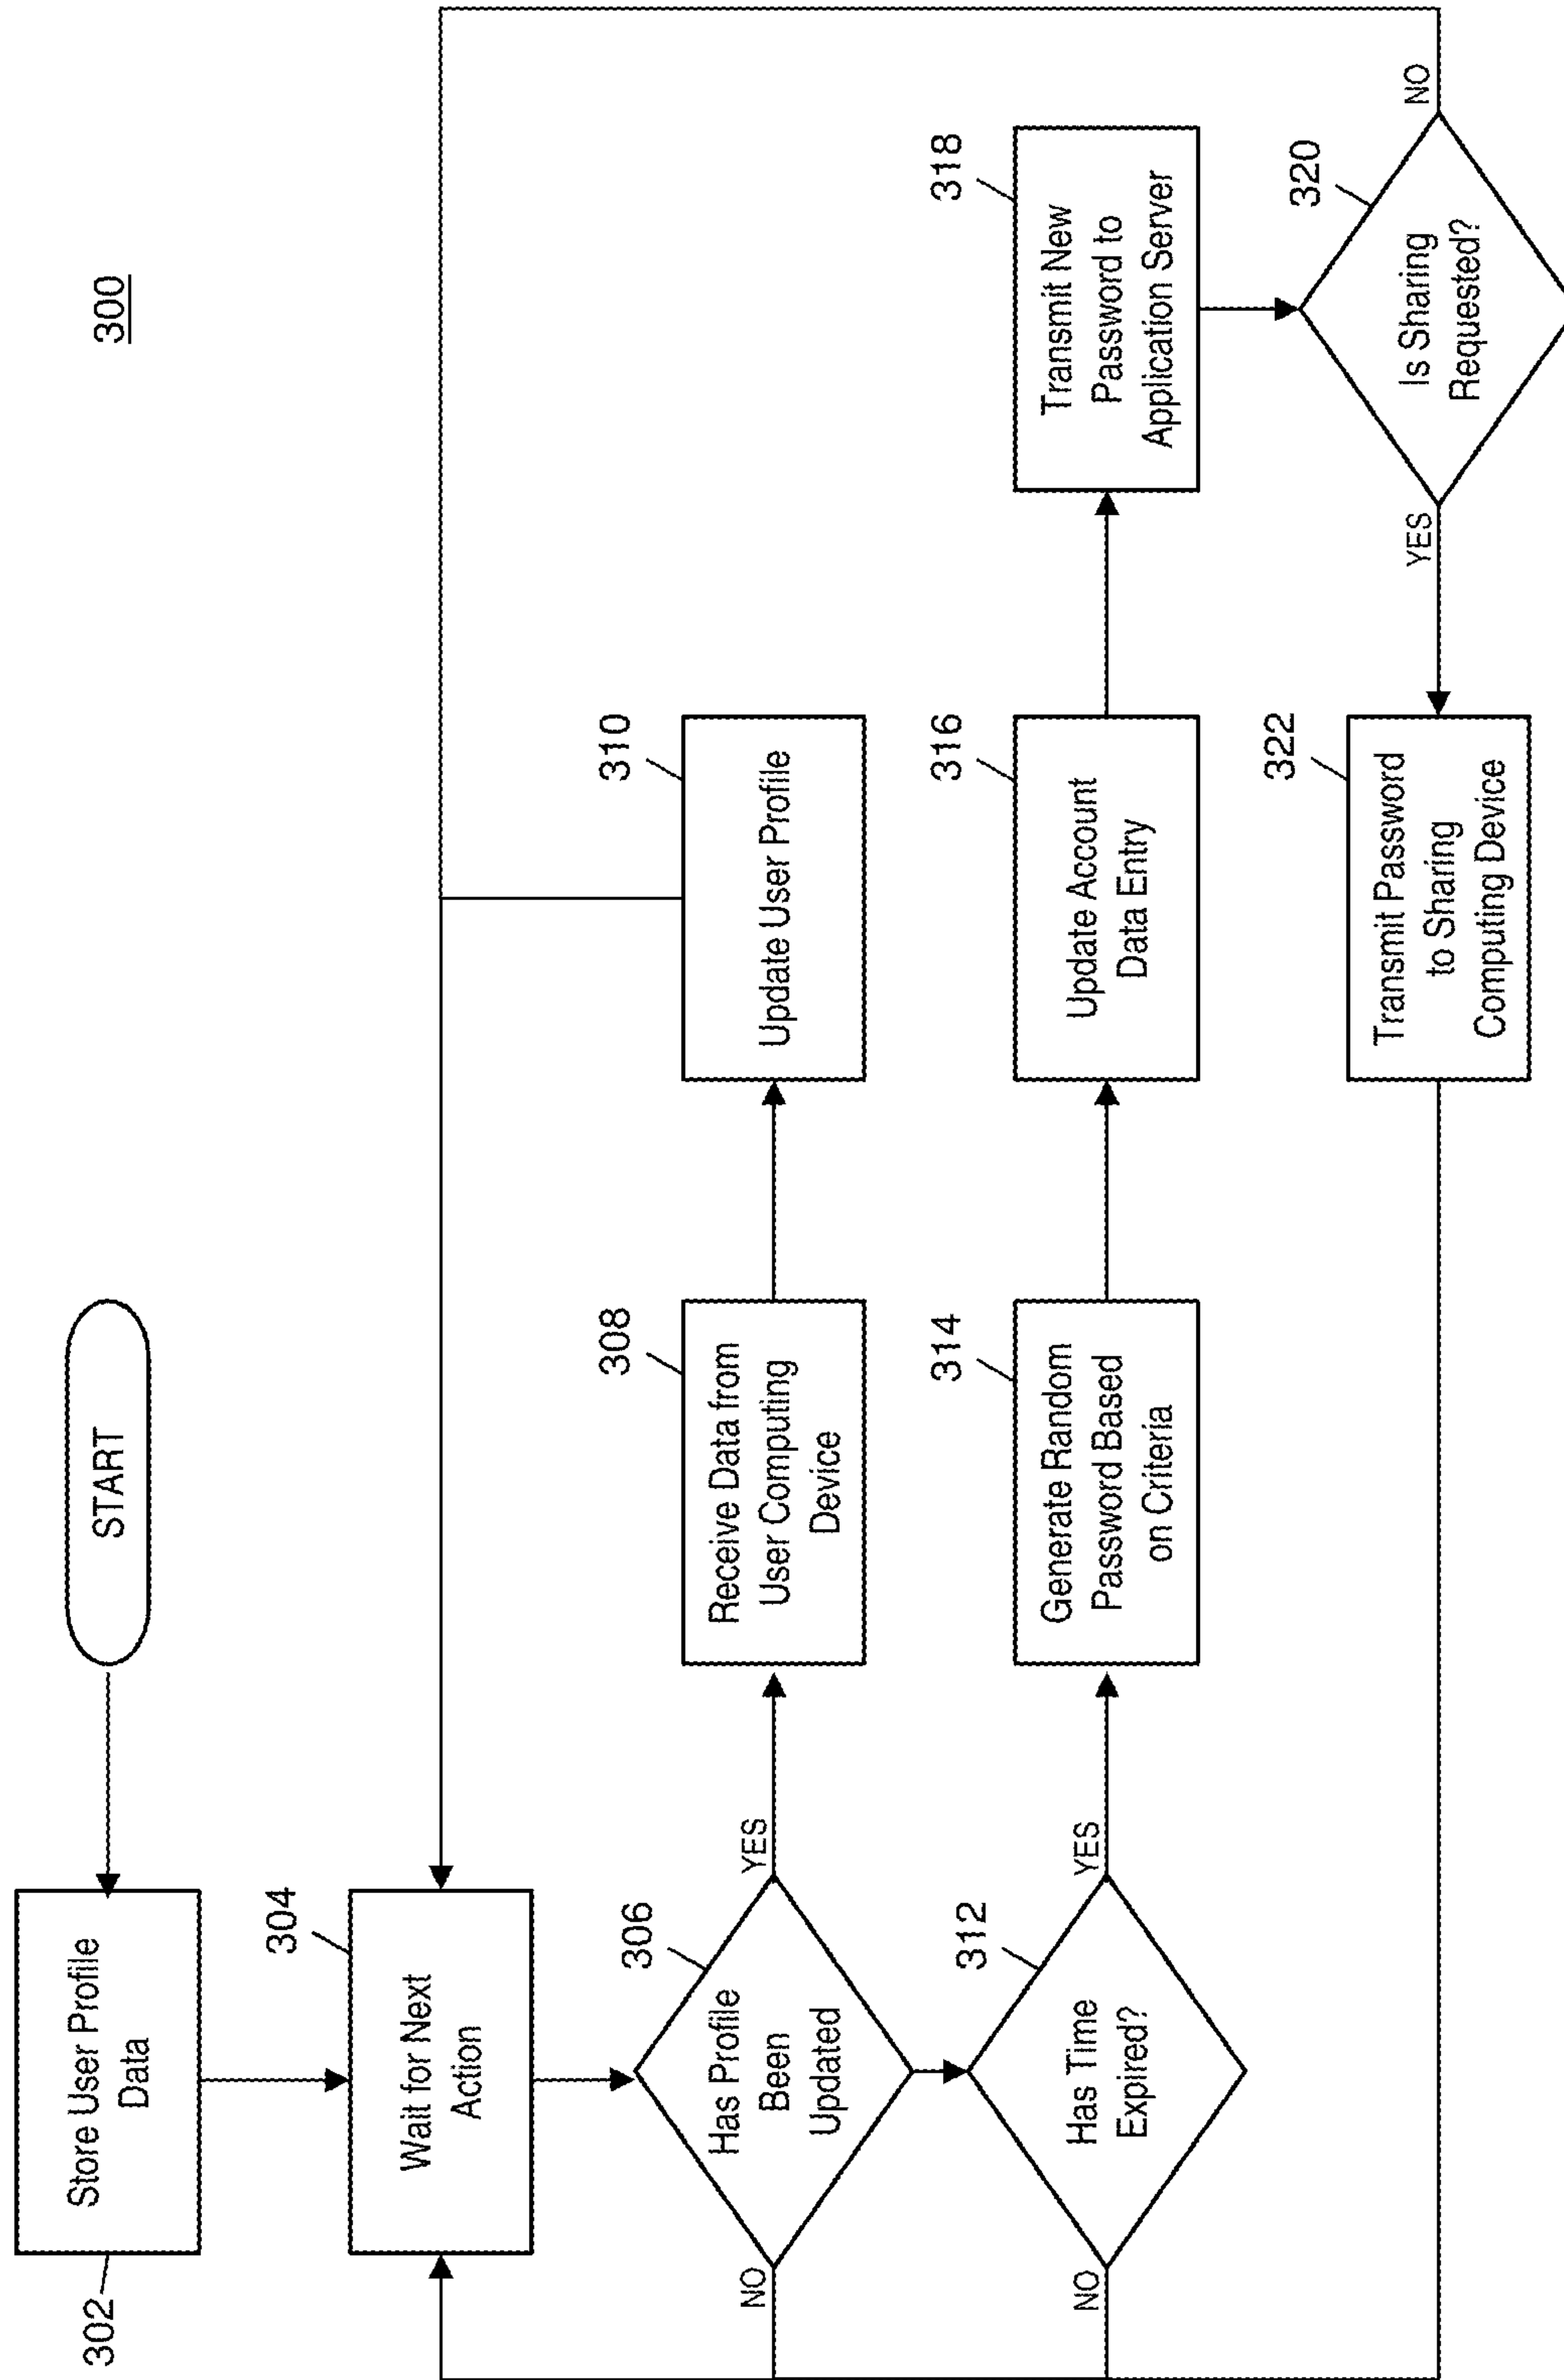 300
START
Store User Profile
Data
302
304
Wait for Next
Action
306
Has Profile
Been
Updated
YES
NO
308
Receive Data from
User Computing
Device
310
Update User Profile
312
Has Time
Expired?
YES
NO
314
Generate Random
Password Based
on Criteria
316
Update Account
Data Entry
318
Transmit New
Password to
Application Server
320
Is Sharing
Requested?
YES
NO
322
Transmit Password
to Sharing
Computing Device